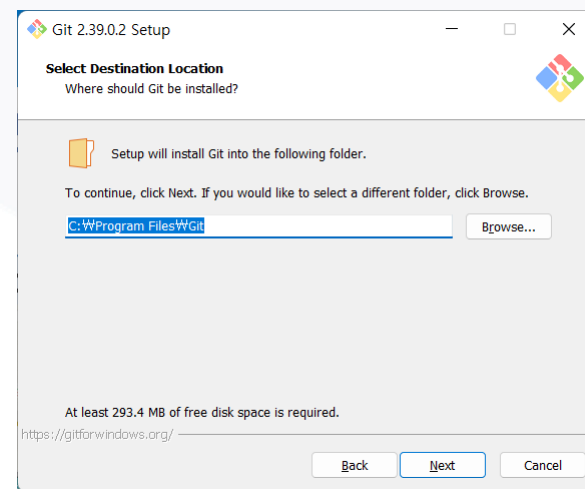 Git 2.39.0.2 Setup
Select Destination Location
Where should Git be installed?
Setup will install Git into the following folder.
To continue, click Next. If you would like to select a different folder, click Browse.
C:₩Program Files₩Git
Browse...
At least 293.4 MB of free disk space is required.
https://gitforwindows.org/
Back
Next
Cancel